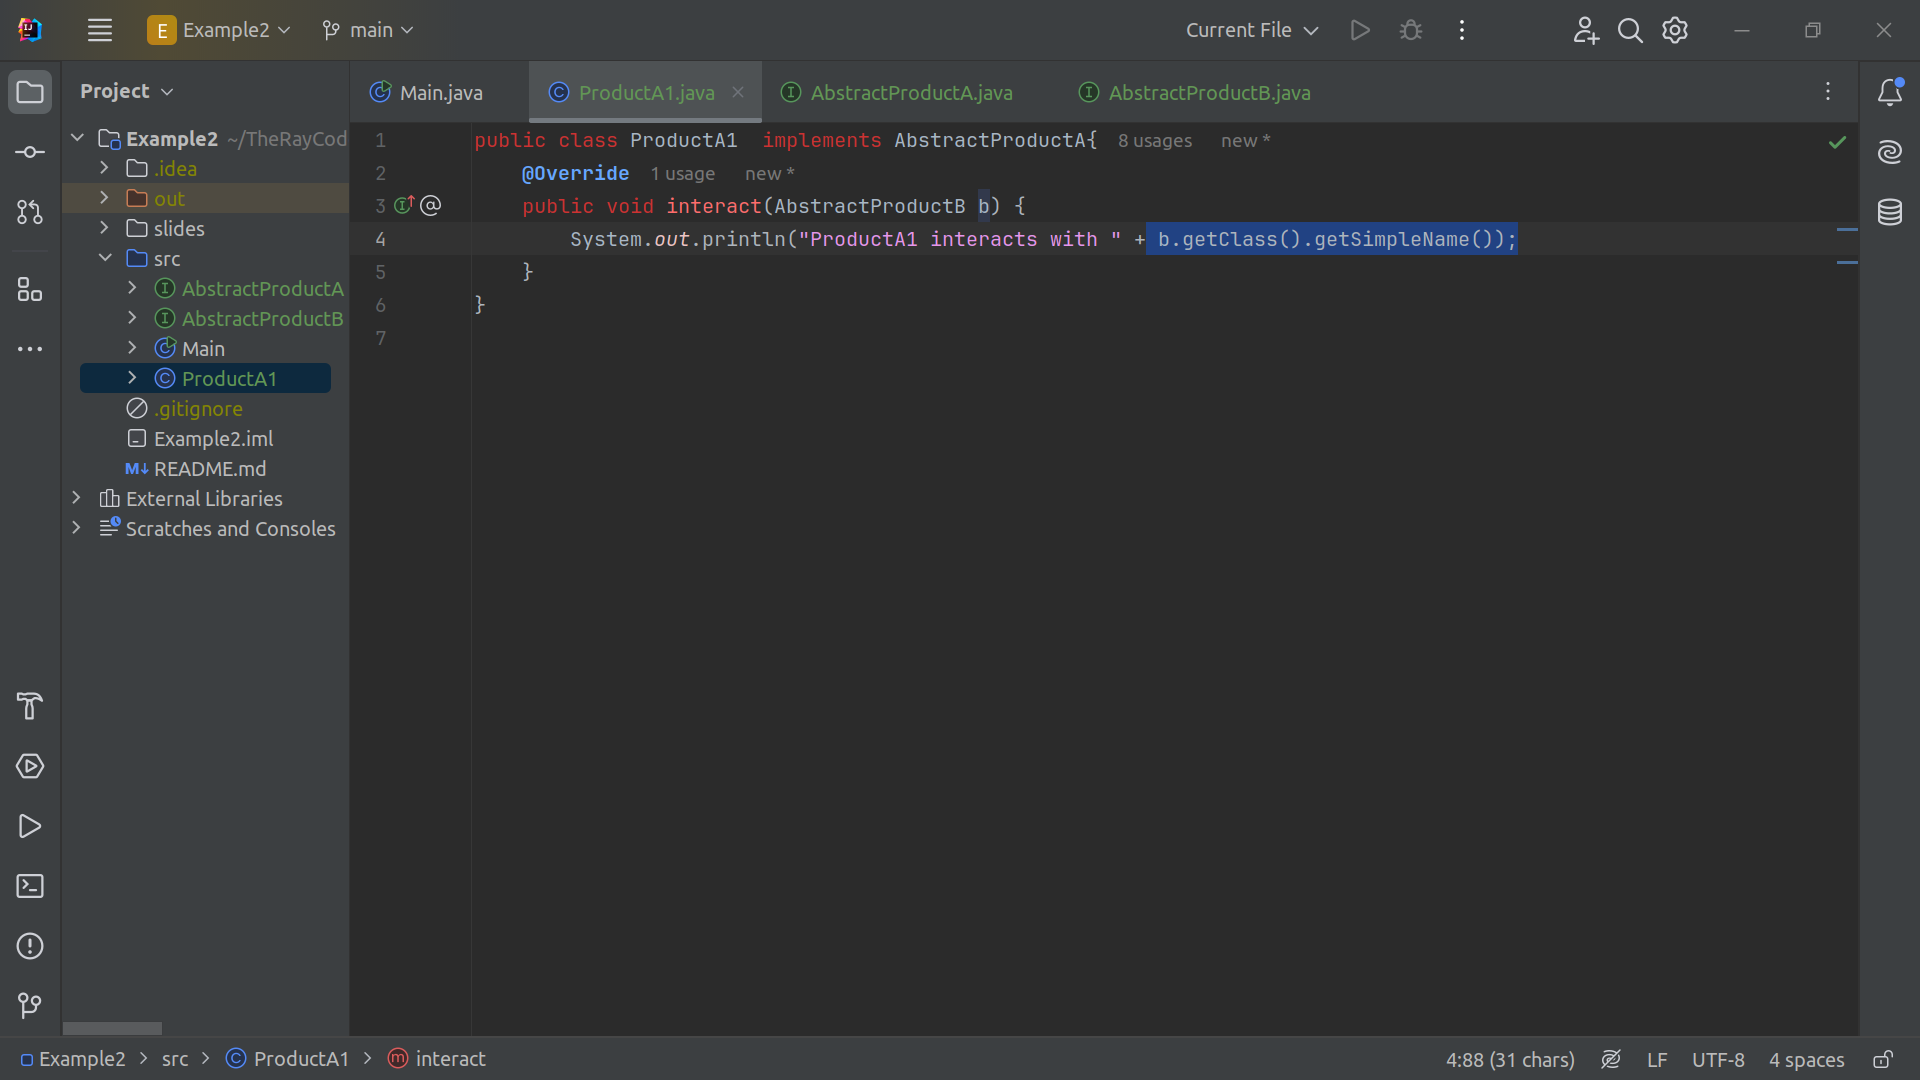 E Example2 main Current File
Project
Main.java ProductA1.java AbstractProductA.java AbstractProductB.java
Example2 ~/TheRayCod
.idea
out
slides
src
AbstractProductA
AbstractProductB
Main
ProductA1
.gitignore
Example2.iml
README.md
External Libraries
Scratches and Consoles
1 public class ProductA1  implements AbstractProductA{ 8 usages new *
2 @Override 1 usage new *
3 public void interact(AbstractProductB b) {
4 System.out.println("ProductA1 interacts with " + b.getClass().getSimpleName());
5 }
6 }
7
Example2 > src > ProductA1 > interact 4:88 (31 chars) LF UTF-8 4 spaces